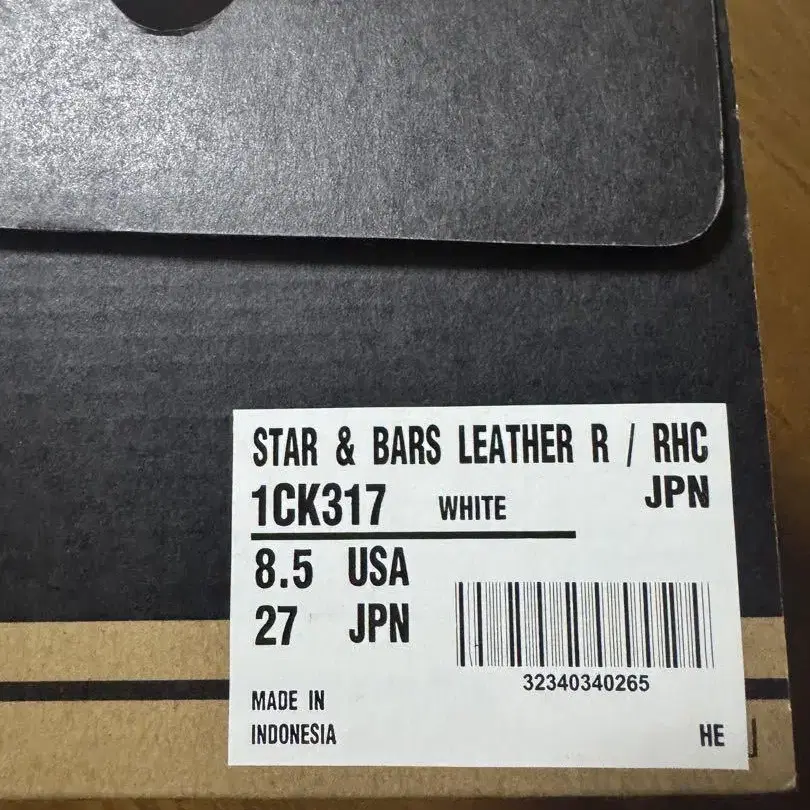 STAR & BARS LEATHER R / RHC
1CK317 WHITE JPN
8.5 USA
27 JPN
32340340265
MADE IN
INDONESIA
HE